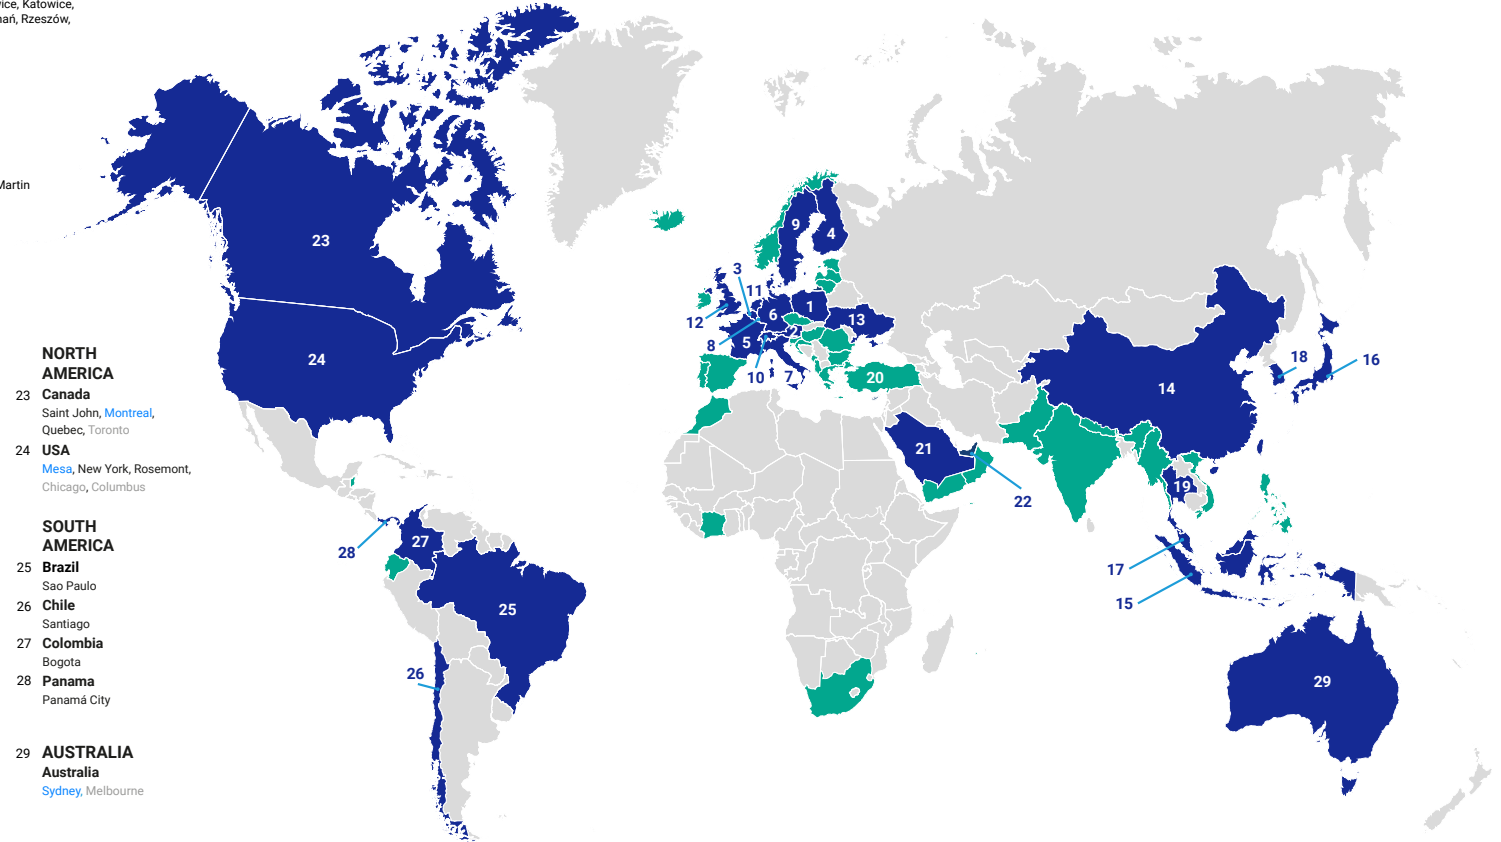 vice, Katowice,
nań, Rzeszów,
Martin
NORTH
AMERICA
23 Canada
Saint John, Montreal,
Quebec, Toronto
24 USA
Mesa, New York, Rosemont,
Chicago, Columbus
SOUTH
AMERICA
25 Brazil
Sao Paulo
26 Chile
Santiago
27 Colombia
Bogota
28 Panama
Panamá City
29 AUSTRALIA
Australia
Sydney, Melbourne
23
24
28
27
25
26
9
4
3
11
12
6
1
13
2
8
5
10
7
20
21
22
14
18
16
19
17
15
29